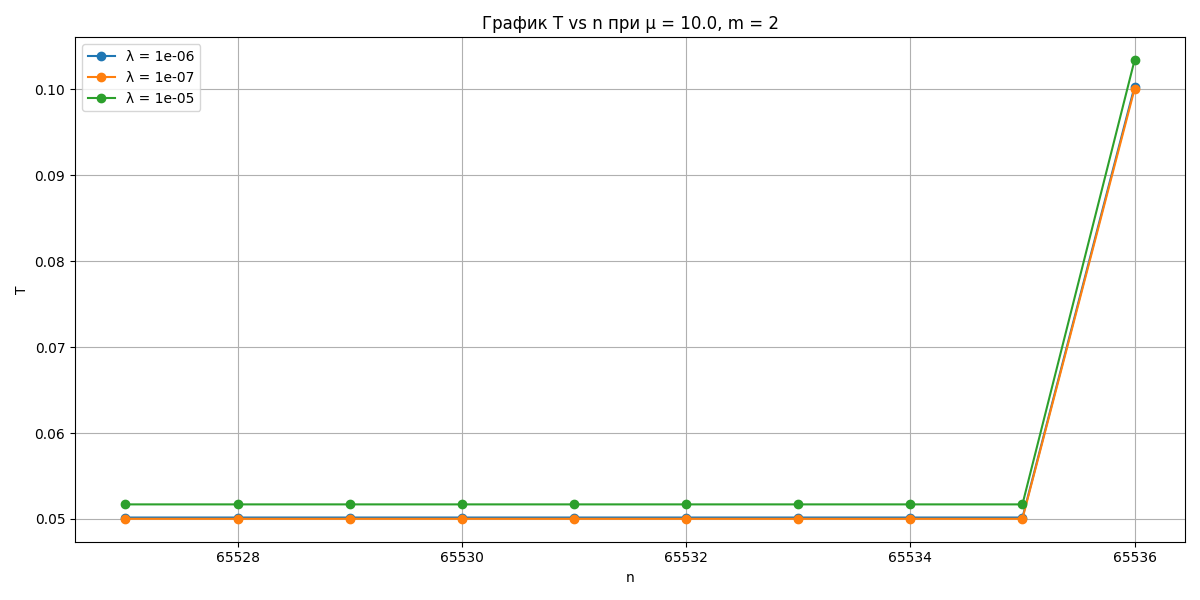 График T vs n при μ = 10.0, m = 2
λ = 1e-06
λ = 1e-07
λ = 1e-05
T
0.10
0.09
0.08
0.07
0.06
0.05
65528 65530 65532 65534 65536
n